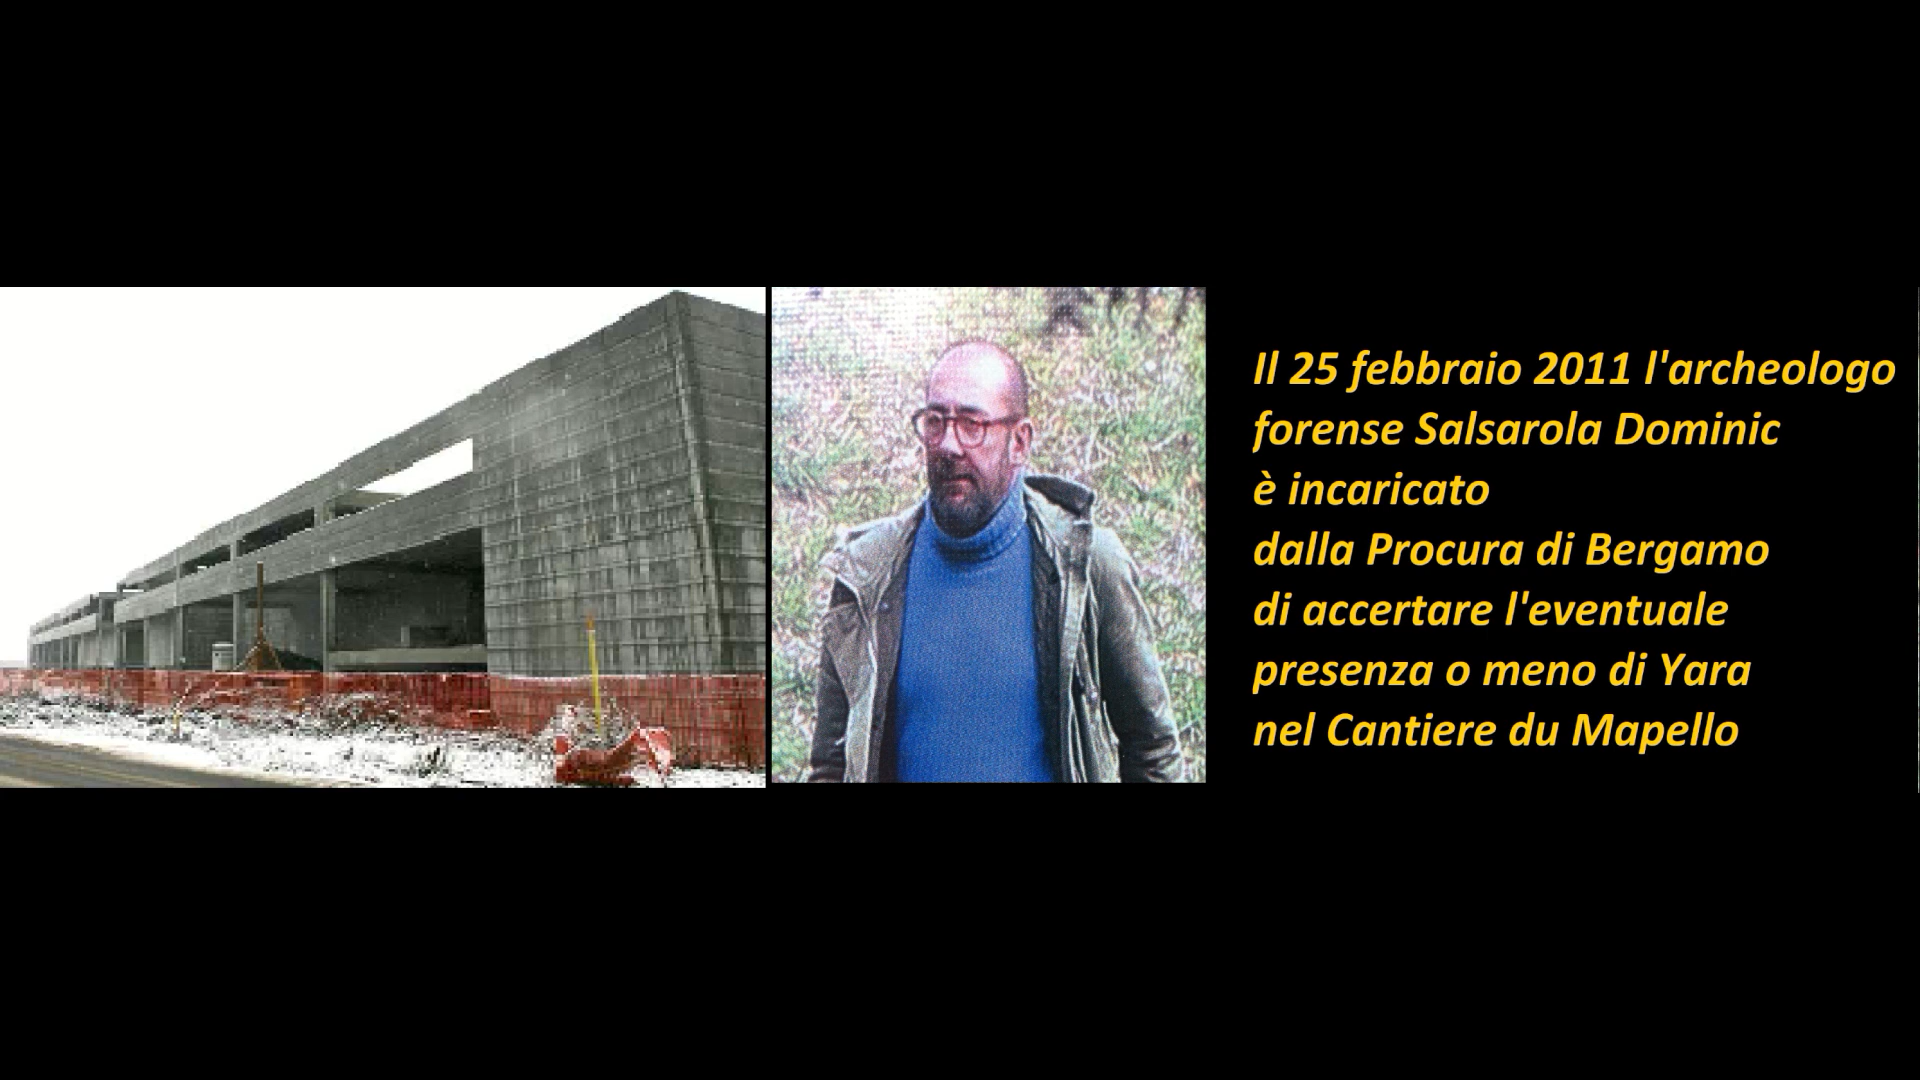 Il 25 febbraio 2011 l'archeologo
forense Salsarola Dominic
è incaricato
dalla Procura di Bergamo
di accertare l'eventuale
presenza o meno di Yara
nel Cantiere du Mapello